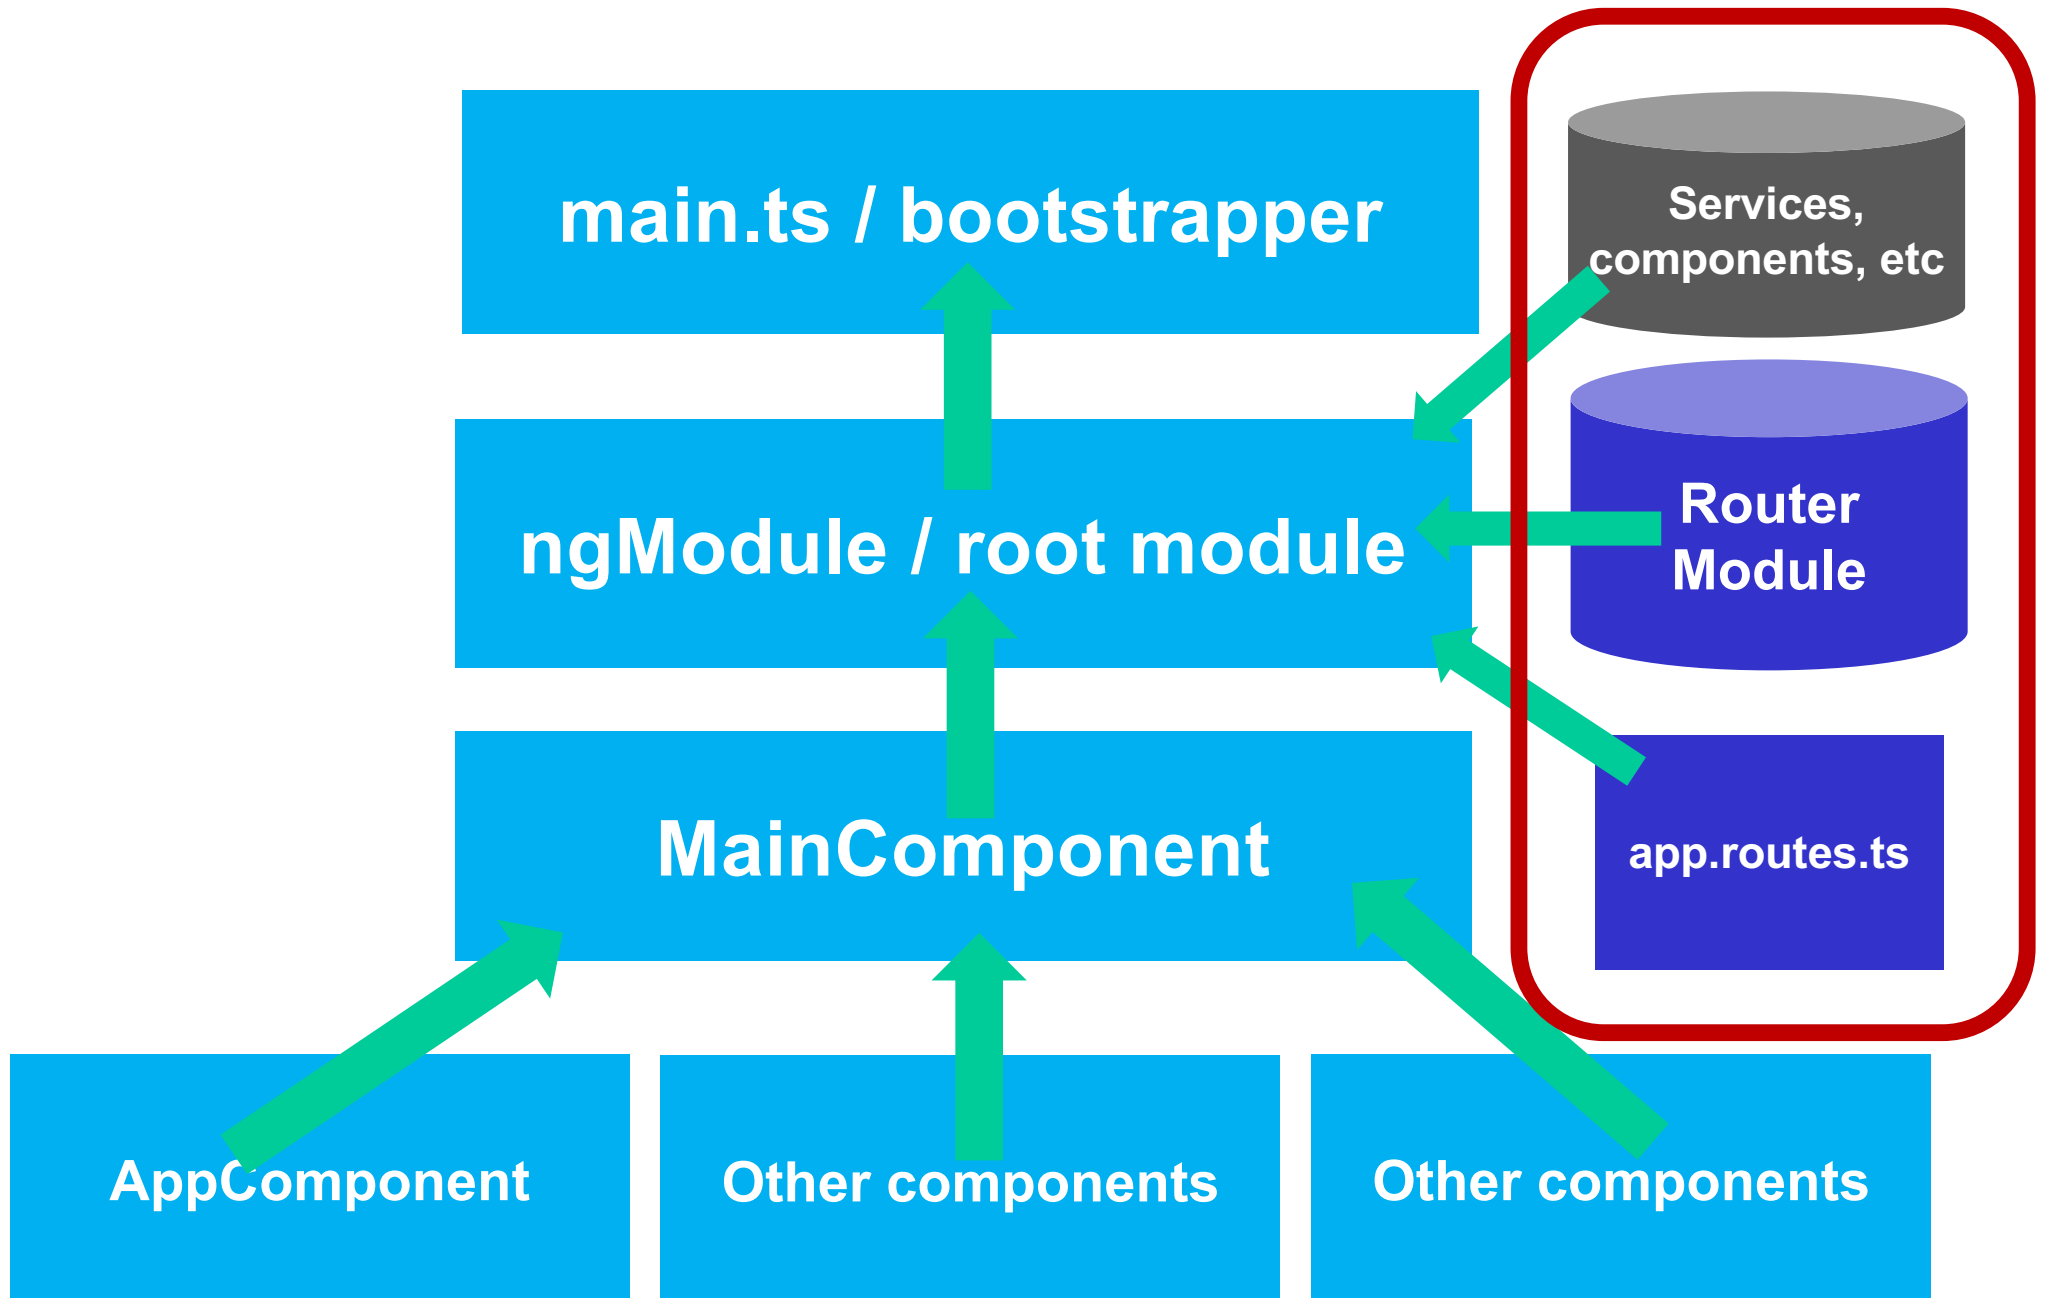 main.ts / bootstrapper
Services,
components, etc
ngModule / root module
Router
Module
MainComponent
app.routes.ts
AppComponent
Other components
Other components